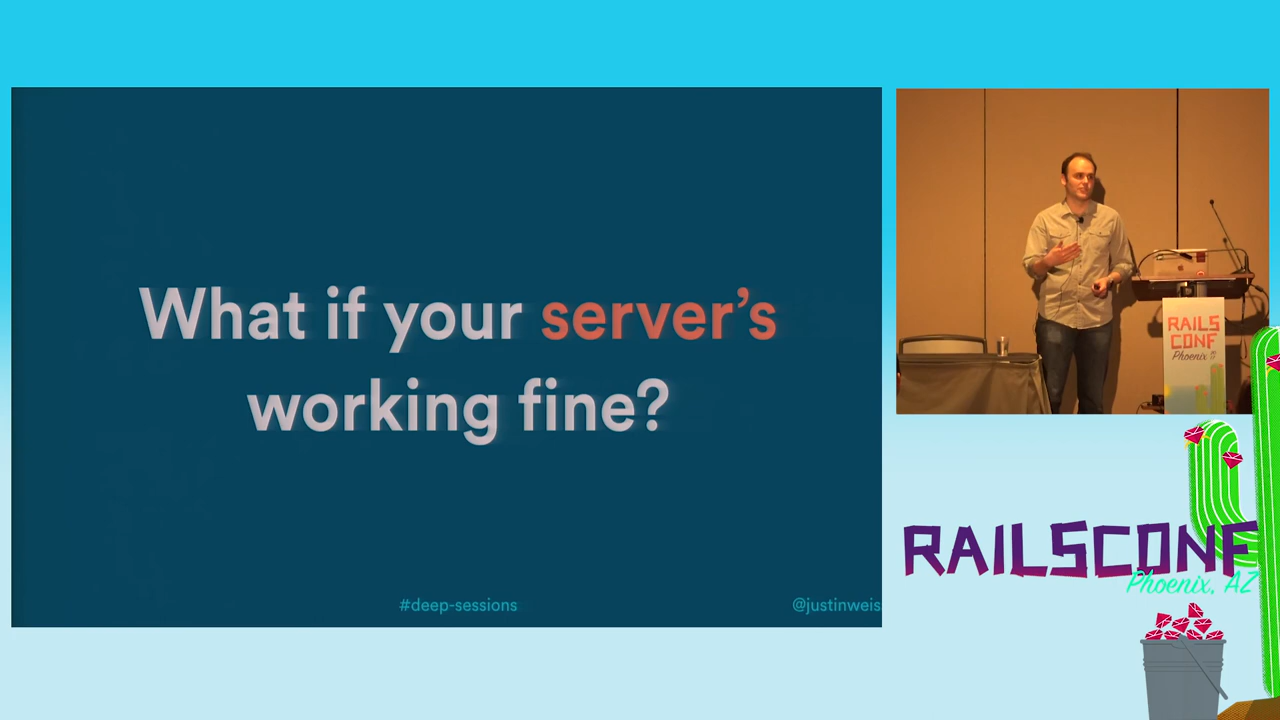 What if your server's
working fine?
#deep-sessions
@justinweis
RAILS
CONF
Phoenix
RAILSCONF
Phoenix, AZ